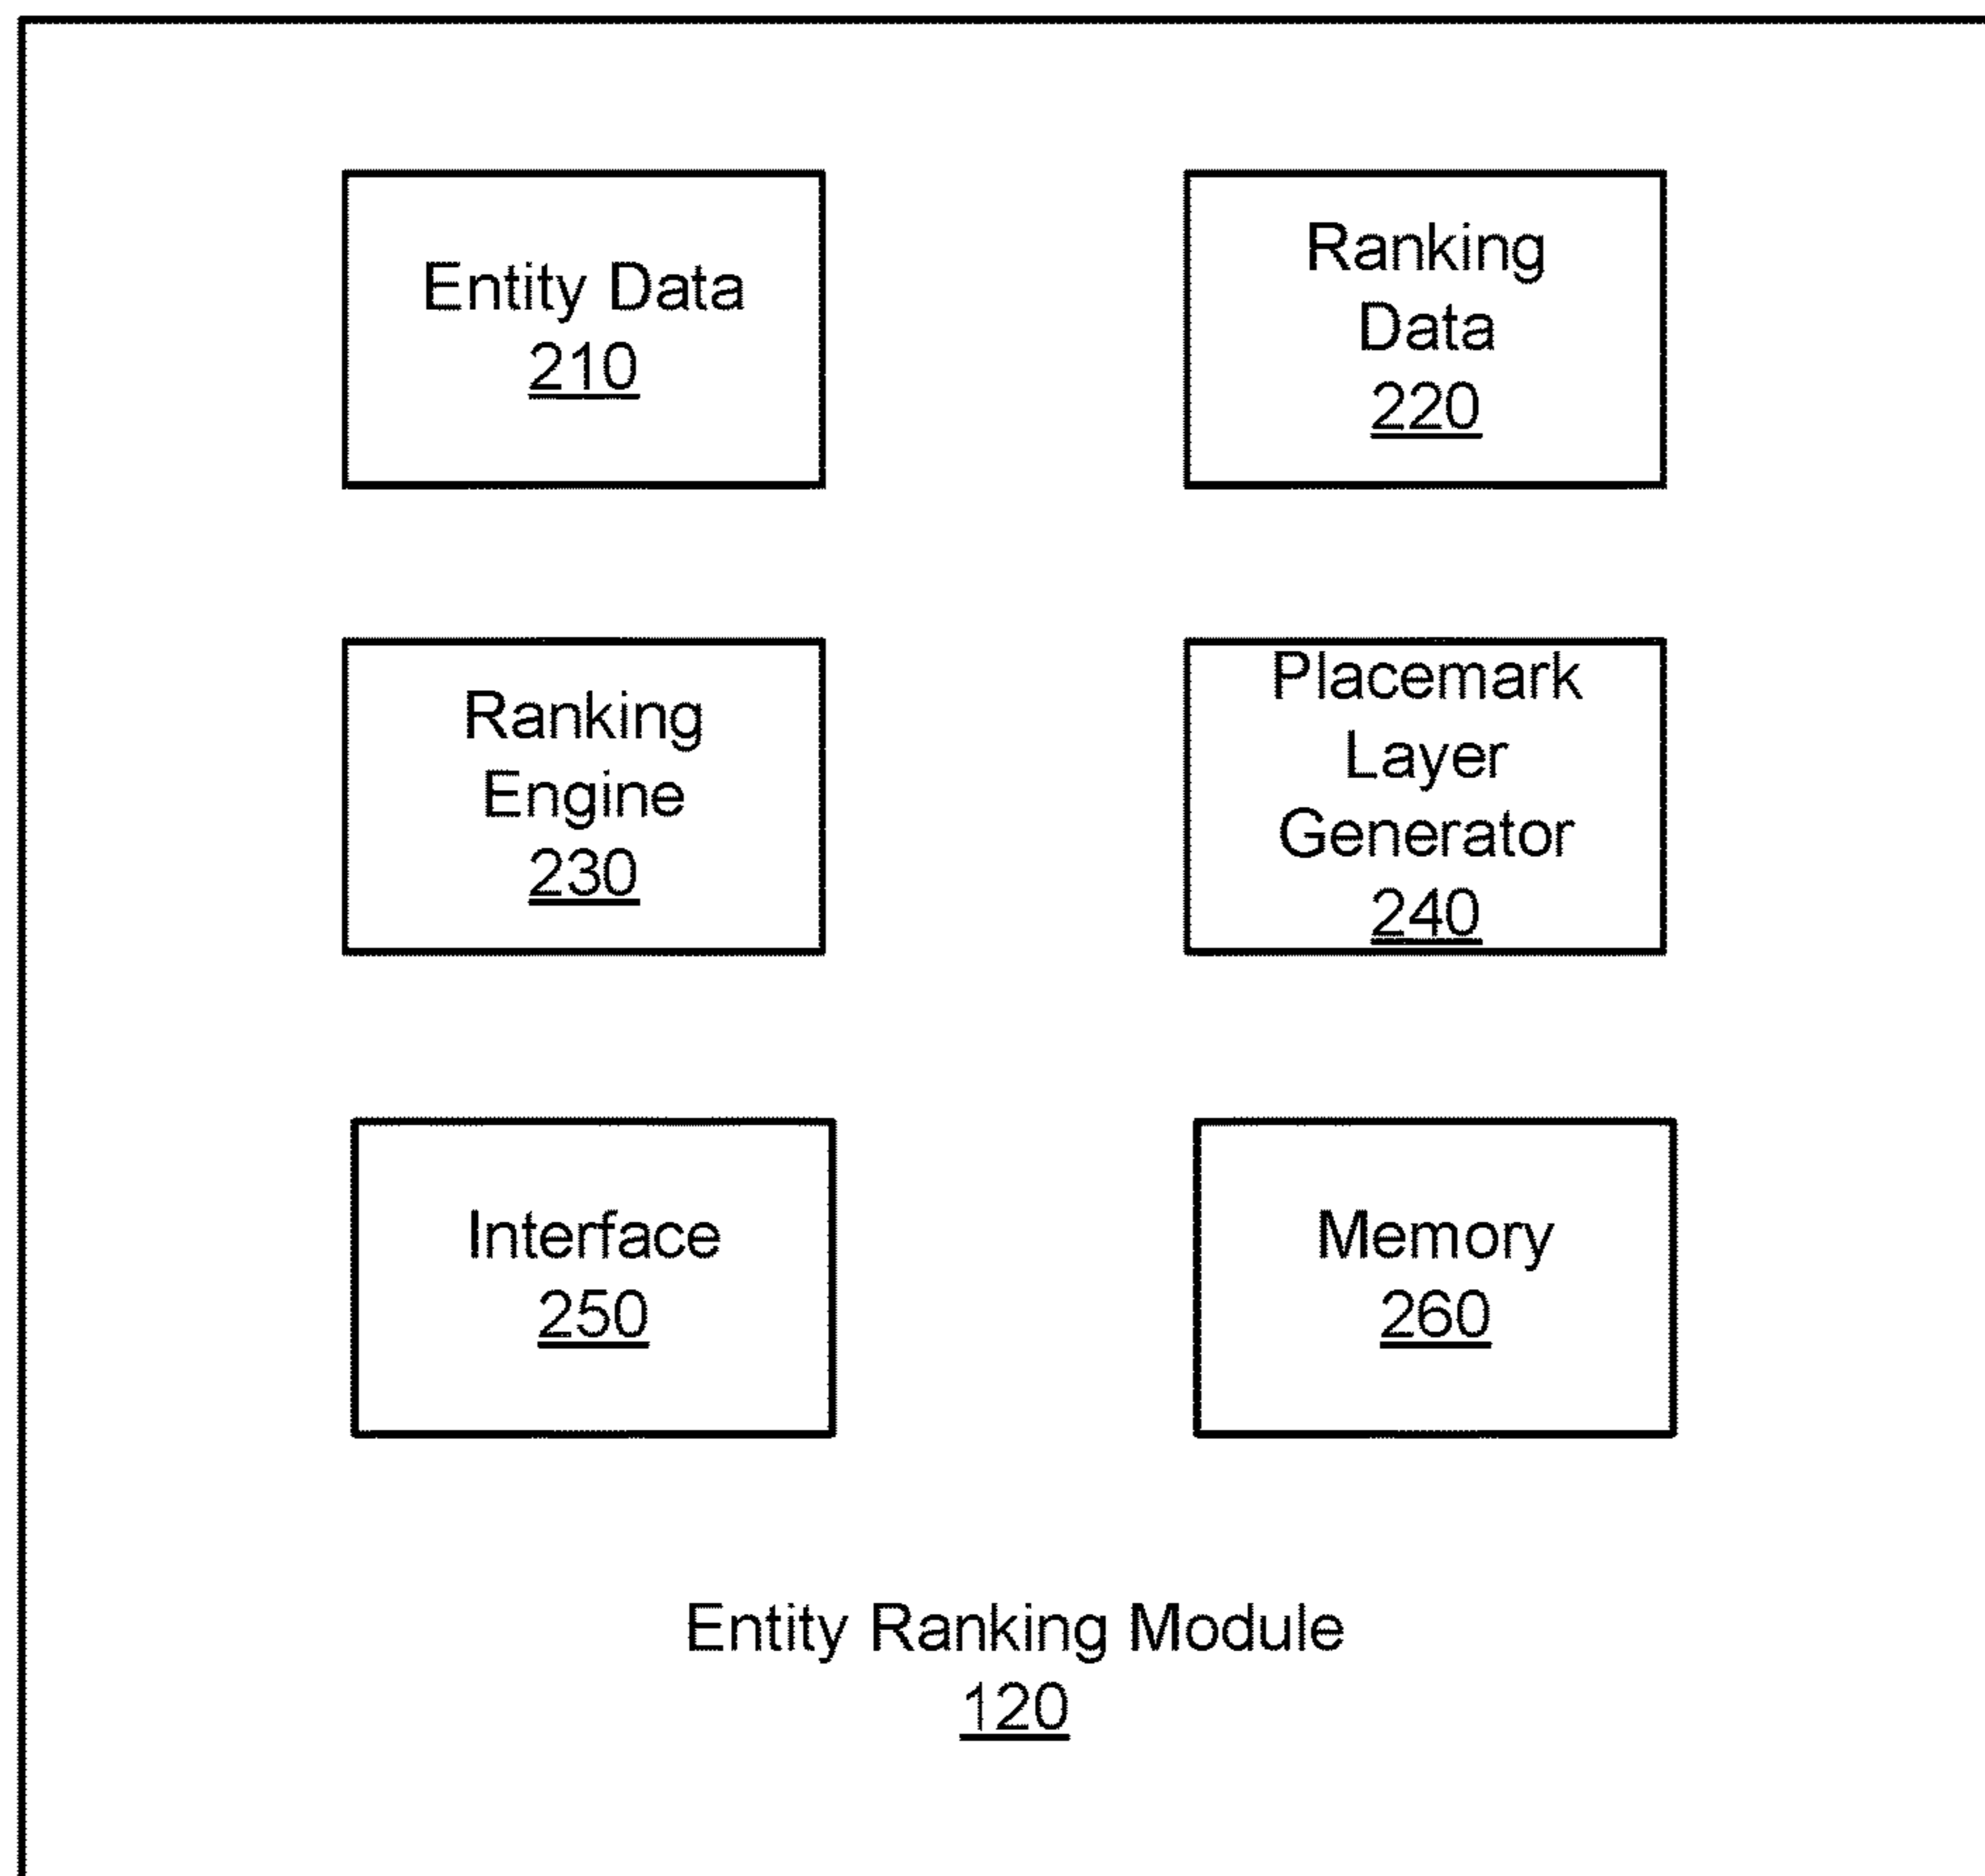 Entity Data
210
Ranking
Data
220
Ranking
Engine
230
Placemark
Layer
Generator
240
Interface
250
Memory
260
Entity Ranking Module
120